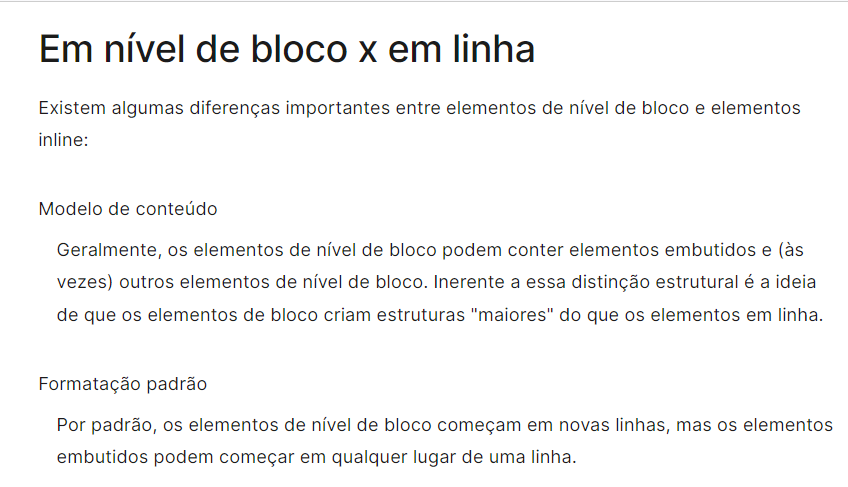 Em nível de bloco x em linha
Existem algumas diferenças importantes entre elementos de nível de bloco e elementos
inline:
Modelo de conteúdo
Geralmente, os elementos de nível de bloco podem conter elementos embutidos e (às
vezes) outros elementos de nível de bloco. Inerente a essa distinção estrutural é a ideia
de que os elementos de bloco criam estruturas "maiores" do que os elementos em linha.
Formatação padrão
Por padrão, os elementos de nível de bloco começam em novas linhas, mas os elementos
embutidos podem começar em qualquer lugar de uma linha.